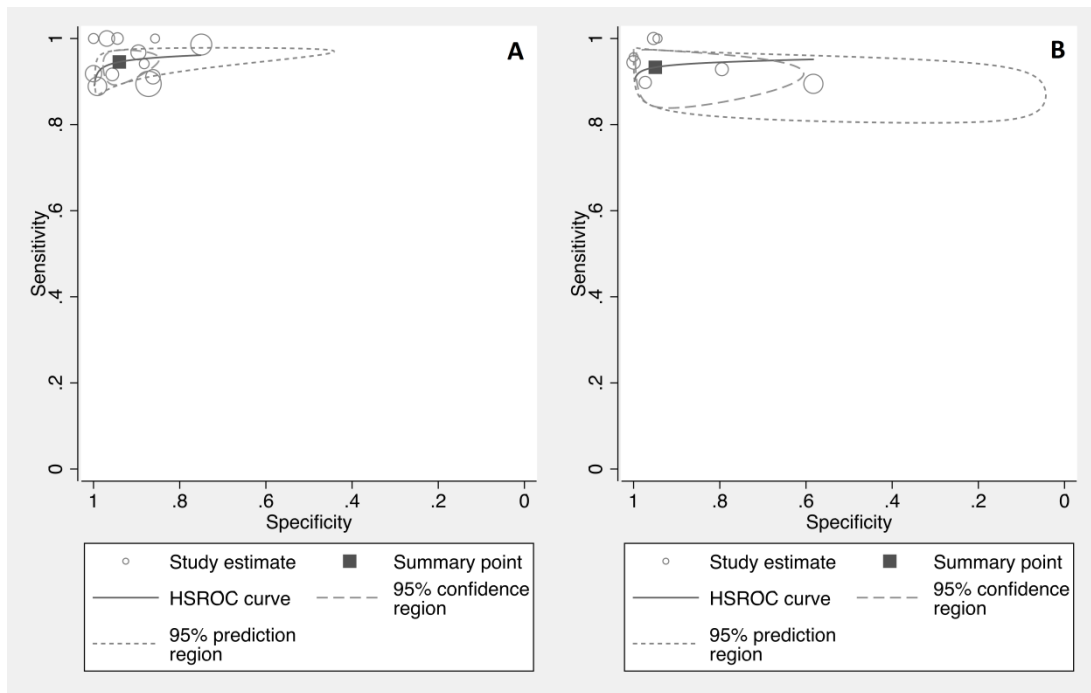 A
Sensitivity
0 .2 .4 .6 .8 1
1 .8 .6 .4 .2 0
Specificity
Study estimate Summary point
HSROC curve 95% confidence
region
95% prediction
region
B
Sensitivity
0 .2 .4 .6 .8 1
1 .8 .6 .4 .2 0
Specificity
Study estimate Summary point
HSROC curve 95% confidence
region
95% prediction
region